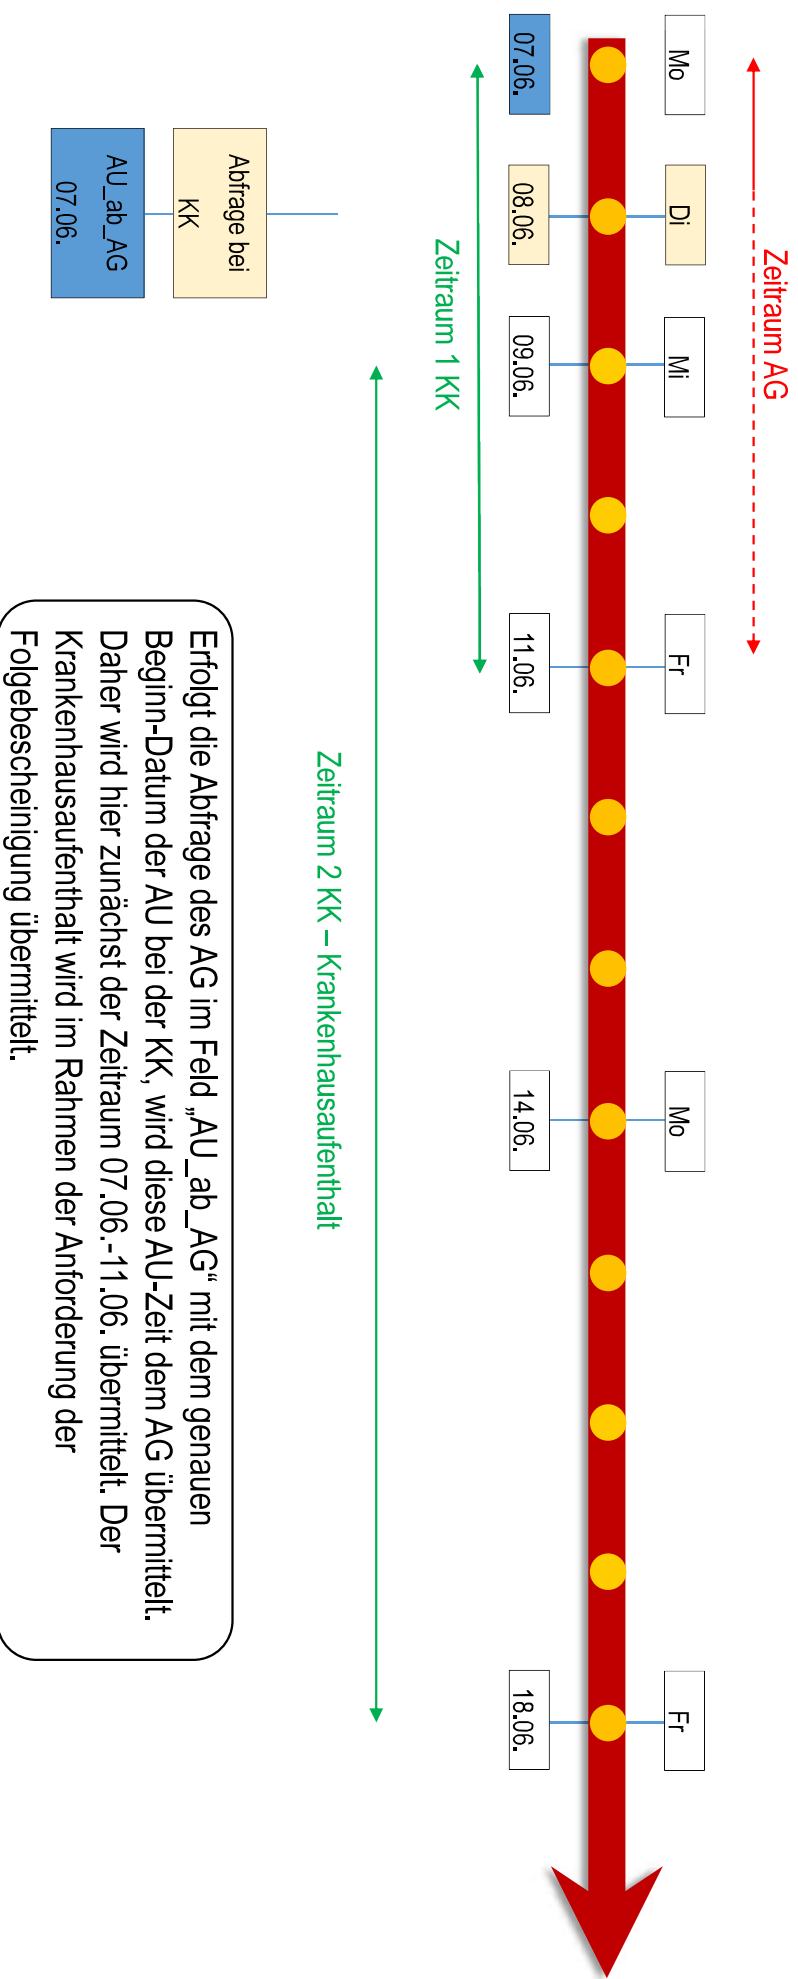 Zeitraum AG
Mo
Di
Mi
Fr
Mo
Fr
07.06.
08.06.
09.06.
11.06.
14.06.
18.06.
Zeitraum 1 KK
Zeitraum 2 KK – Krankenhausaufenthalt
Abfrage bei
KK
AU_ab_AG
07.06.
Erfolgt die Abfrage des AG im Feld „AU_ab_AG“ mit dem genauen
Beginn-Datum der AU bei der KK, wird diese AU-Zeit dem AG übermittelt.
Daher wird hier zunächst der Zeitraum 07.06.-11.06. übermittelt. Der
Krankenhausaufenthalt wird im Rahmen der Anforderung der
Folgebescheinigung übermittelt.